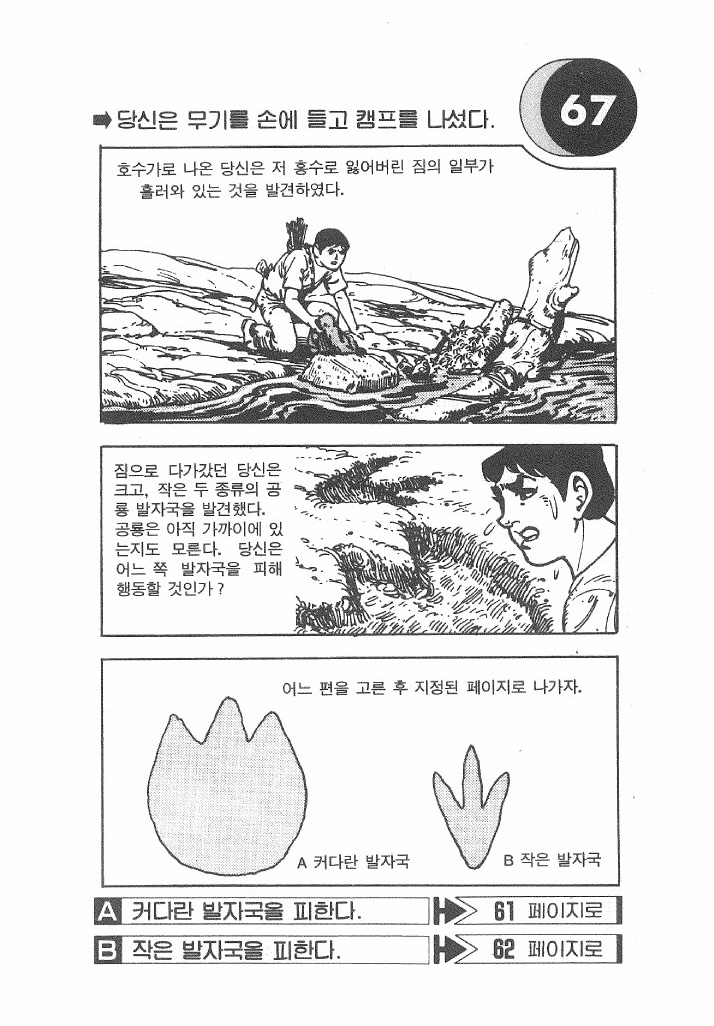 67
➡당신은 무기를 손에 들고 캠프를 나섰다.
호수가로 나온 당신은 저 홍수로 잃어버린 짐의 일부가
흘러와 있는 것을 발견하였다.
짐으로 다가갔던 당신은
크고, 작은 두 종류의 공
룡 발자국을 발견했다.
공룡은 아직 가까이에 있
는지도 모른다. 당신은
어느 쪽 발자국을 피해
행동할 것인가?
어느 편을 고른 후 지정된 페이지로 나가자.
A 커다란 발자국
B 작은 발자국
A 커다란 발자국을 피한다. 61 페이지로
B 작은 발자국을 피한다. 62 페이지로